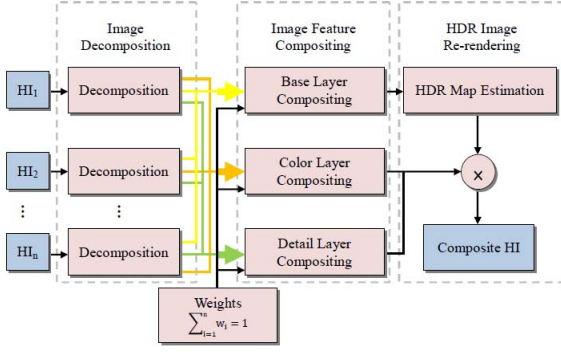 Image
Decomposition
Image Feature
Compositing
HDR Image
Re-rendering
HI₁
Decomposition
Base Layer
Compositing
HDR Map Estimation
HI₂
Decomposition
Color Layer
Compositing
×
⋮
⋮
HIₙ
Decomposition
Detail Layer
Compositing
Composite HI
Weights
∑ⁿᵢ₌₁ wᵢ = 1